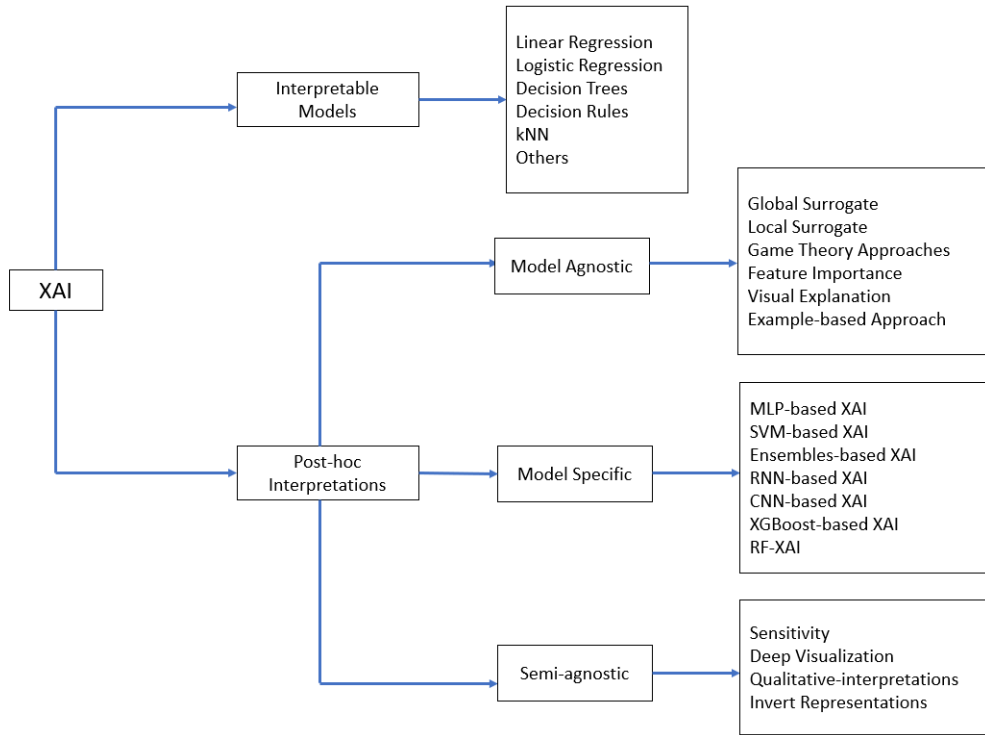 XAI
Interpretable
Models
Linear Regression
Logistic Regression
Decision Trees
Decision Rules
kNN
Others
Post-hoc
Interpretations
Model Agnostic
Global Surrogate
Local Surrogate
Game Theory Approaches
Feature Importance
Visual Explanation
Example-based Approach
Model Specific
MLP-based XAI
SVM-based XAI
Ensembles-based XAI
RNN-based XAI
CNN-based XAI
XGBoost-based XAI
RF-XAI
Semi-agnostic
Sensitivity
Deep Visualization
Qualitative-interpretations
Invert Representations